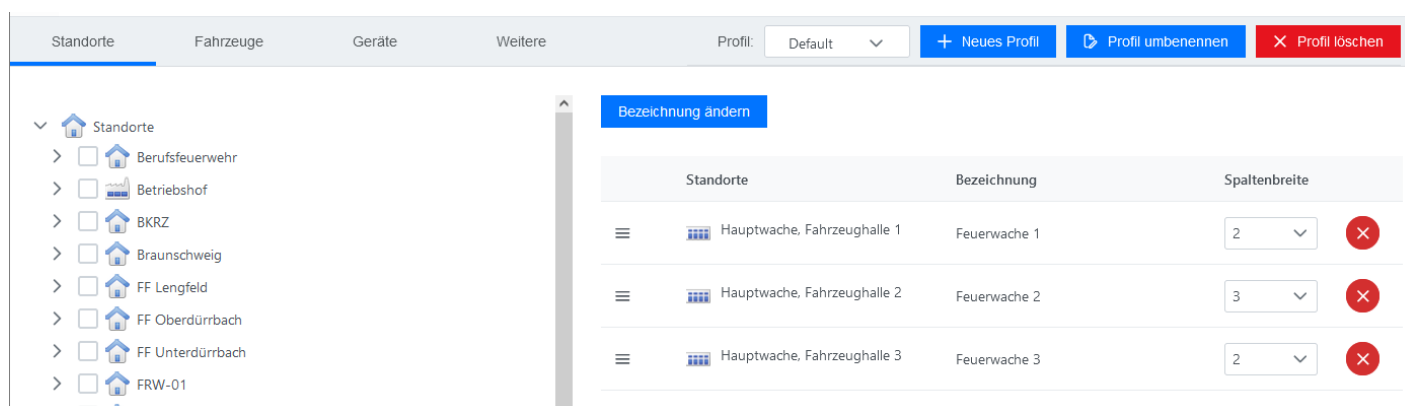 Standorte Fahrzeuge Geräte Weitere Profil: Default Neues Profil Profil umbenennen Profil löschen
Bezeichnung ändern
Standorte
Berufsfeuerwehr
Betriebshof
BKRZ
Braunschweig
FF Lengfeld
FF Oberdürrbach
FF Unterdürrbach
FRW-01
Standorte Bezeichnung Spaltenbreite
Hauptwache, Fahrzeughalle 1 Feuerwache 1 2
Hauptwache, Fahrzeughalle 2 Feuerwache 2 3
Hauptwache, Fahrzeughalle 3 Feuerwache 3 2